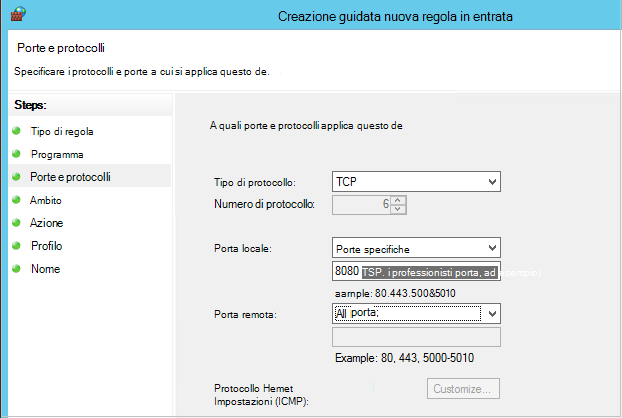 Creazione guidata nuova regola in entrata
Porte e protocolli
Specificare i protocolli e porte a cui si applica questo de.
Steps:
Tipo di regola
Programma
Porte e protocolli
Ambito
Azione
Profilo
Nome
A quali porte e protocolli applica questo de
Tipo di protocollo: TCP
Numero di protocollo: 6
Porta locale: Porte specifiche
8080 TSP. i professionisti porta, ad esempio)
aample: 80.443.500&5010
Porta remota: All porta;
Example: 80, 443, 5000-5010
Protocollo Hemet
Impostazioni (ICMP): Customize...